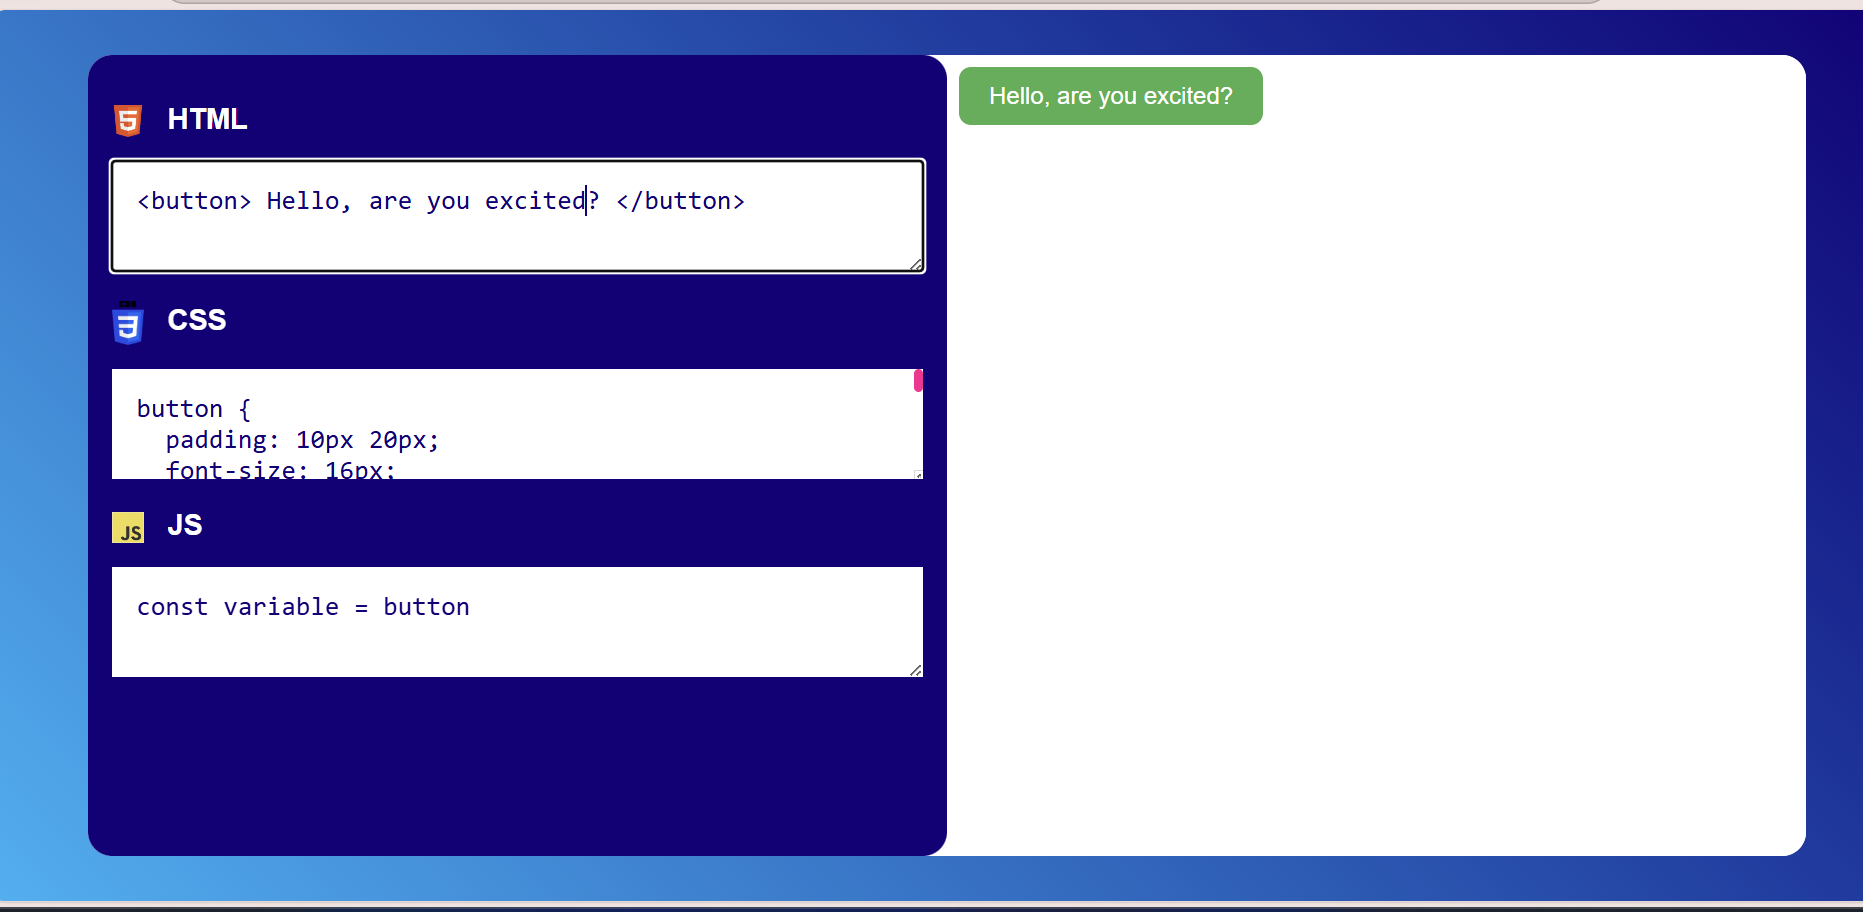 HTML
<button> Hello, are you excited? </button>
CSS
button {
  padding: 10px 20px;
  font-size: 16px;
JS
JS
const variable = button
Hello, are you excited?